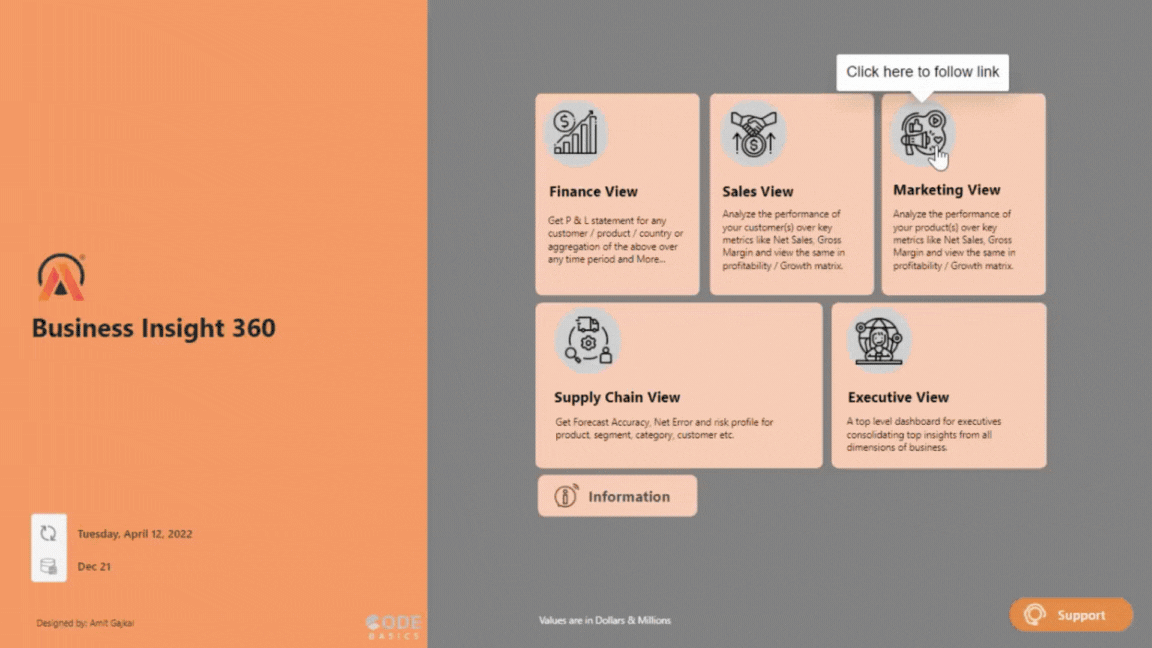 Click here to follow link
Finance View
Get P & L statement for any
customer / product / country or
aggregation of the above over
any time period and More...
Sales View
Analyze the performance of
your customer(s) over key
metrics like Net Sales, Gross
Margin and view the same in
profitability / Growth matrix.
Marketing View
Analyze the performance of
your product(s) over key
metrics like Net Sales, Gross
Margin and view the same in
profitability / Growth matrix.
Business Insight 360
Supply Chain View
Get Forecast Accuracy, Net Error and risk profile for
product, segment, category, customer etc.
Executive View
A top level dashboard for executives
consolidating top insights from all
dimensions of business.
Information
Tuesday, April 12, 2022
Dec 21
Designed by: Amit Gajkai
CODE
BASICS
Values are in Dollars & Millions
Support